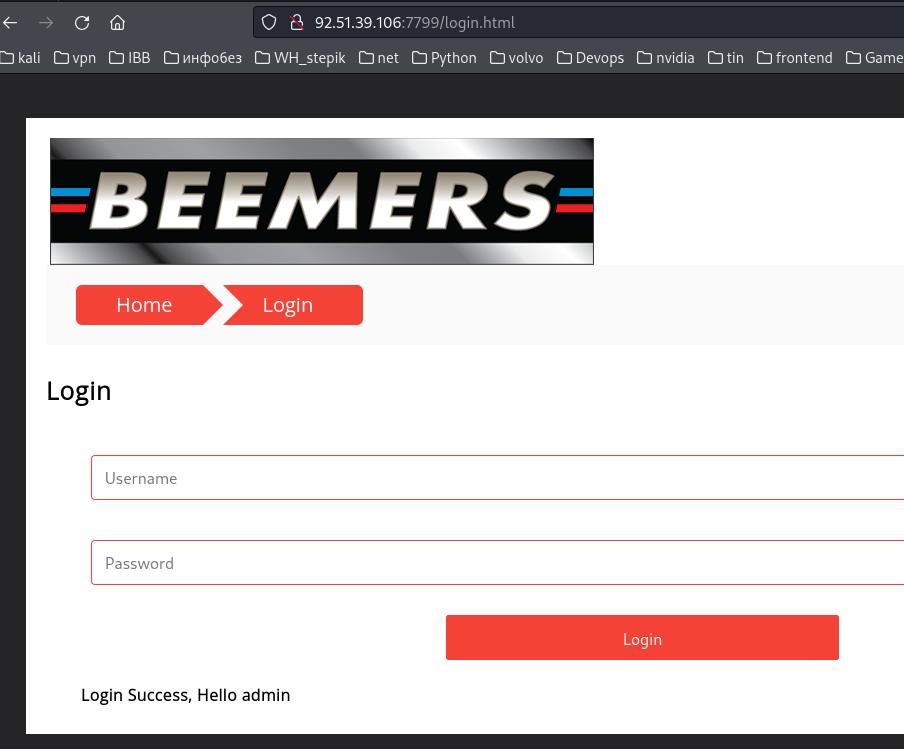 92.51.39.106:7799/login.html
kali vpn IBB инфобез WH_stepik net Python volvo Devops nvidia tin frontend Game
BEEMERS
Home Login
Login
Username
Password
Login
Login Success, Hello admin